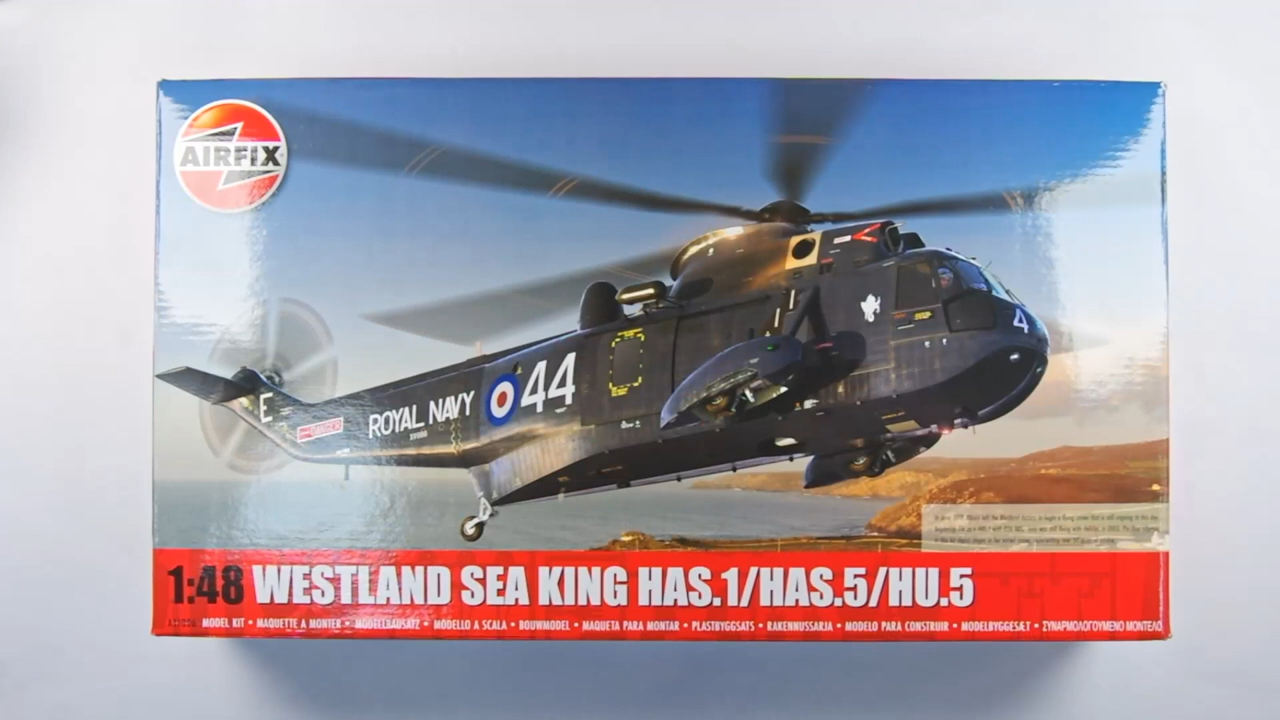 AIRFIX
4
44
ROYAL NAVY
E
DANGER
1:48 WESTLAND SEA KING HAS.1/HAS.5/HU.5
MODEL KIT • MAQUETTE A MONTER • MODELLBAUSATZ • MODELLO A SCALA • BOUWMODEL • MAQUETA PARA MONTAR • PLASTBYGGSATS • RAKENNUSSARJA • MODELO PARA CONSTRUIR • MODELBYGGESÆT • ΣΥΝΑΡΜΟΛΟΓΟΥΜΕΝΟ ΜΟΝΤΕΛΟ